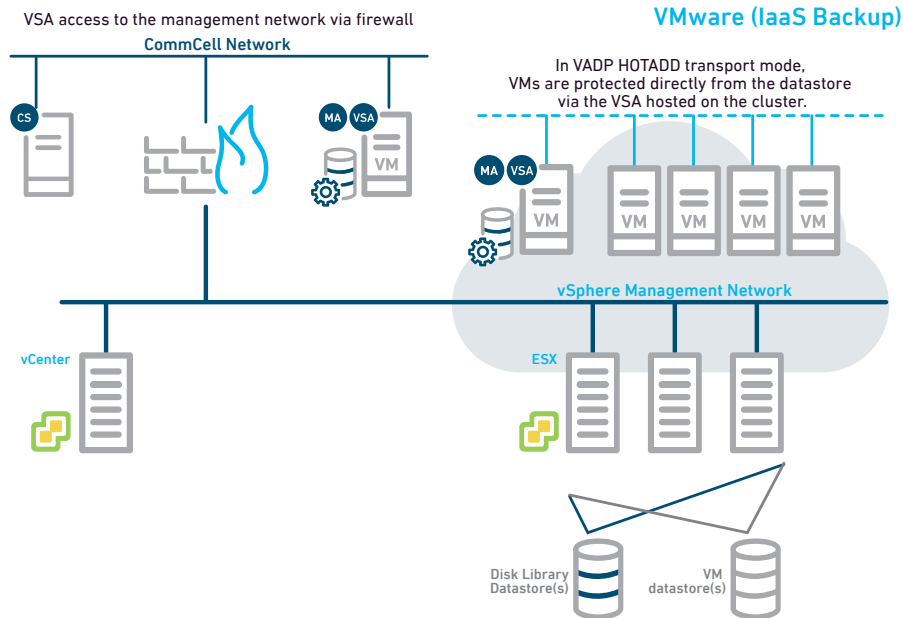 VSA access to the management network via firewall
VMware (IaaS Backup)
CommCell Network
In VADP HOTADD transport mode,
VMs are protected directly from the datastore
via the VSA hosted on the cluster.
CS
MA VSA
VM
MA VSA
VM
VM
VM
VM
VM
vSphere Management Network
vCenter
ESX
Disk Library
Datastore(s)
VM
datastore(s)